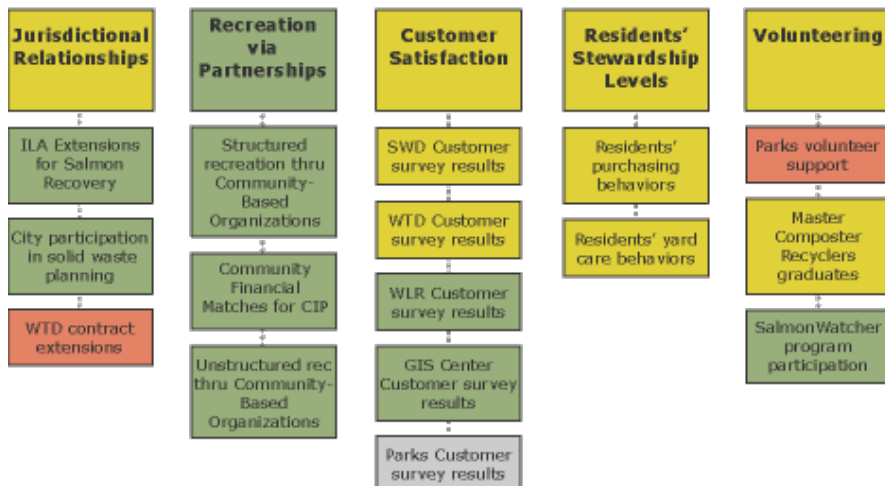 Jurisdictional
Relationships
ILA Extensions
for Salmon
Recovery
City participation
in solid waste
planning
WTD contract
extensions
Recreation
via
Partnerships
Structured
recreation thru
Community-
Based
Organizations
Community
Financial
Matches for CIP
Unstructured rec
thru Community-
Based
Organizations
Customer
Satisfaction
SWD Customer
survey results
WTD Customer
survey results
WLR Customer
survey results
GIS Center
Customer survey
results
Parks Customer
survey results
Residents'
Stewardship
Levels
Residents'
purchasing
behaviors
Residents' yard
care behaviors
Volunteering
Parks volunteer
support
Master
Composter
Recyclers
graduates
SalmonWatcher
program
participation